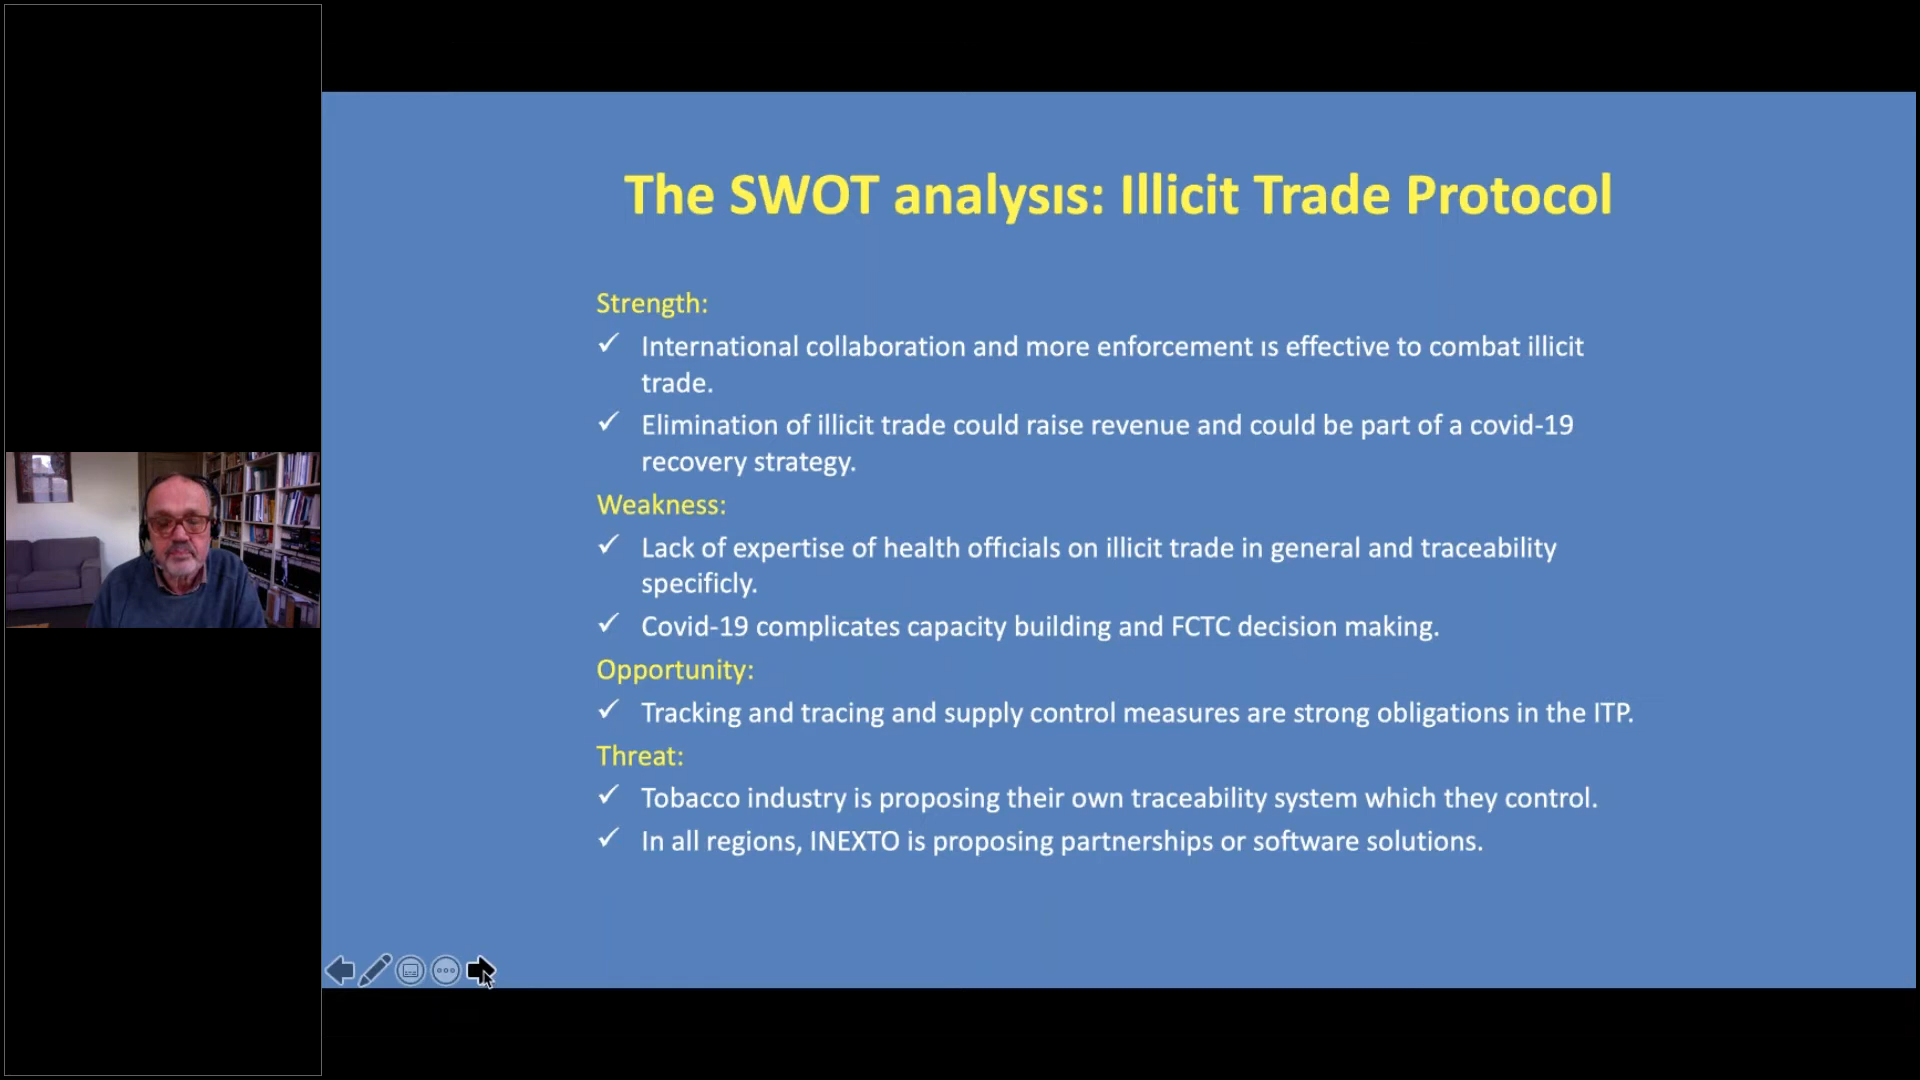 The SWOT analysıs: Illicit Trade Protocol
Strength:
✓ International collaboration and more enforcement ıs effective to combat illicit
trade.
✓ Elimination of illicit trade could raise revenue and could be part of a covid-19
recovery strategy.
Weakness:
✓ Lack of expertise of health offıcials on illicit trade in general and traceability
specificly.
✓ Covid-19 complicates capacity building and FCTC decision making.
Opportunity:
✓ Tracking and tracing and supply control measures are strong obligations in the ITP.
Threat:
✓ Tobacco industry is proposing their own traceability system which they control.
✓ In all regions, INEXTO is proposing partnerships or software solutions.